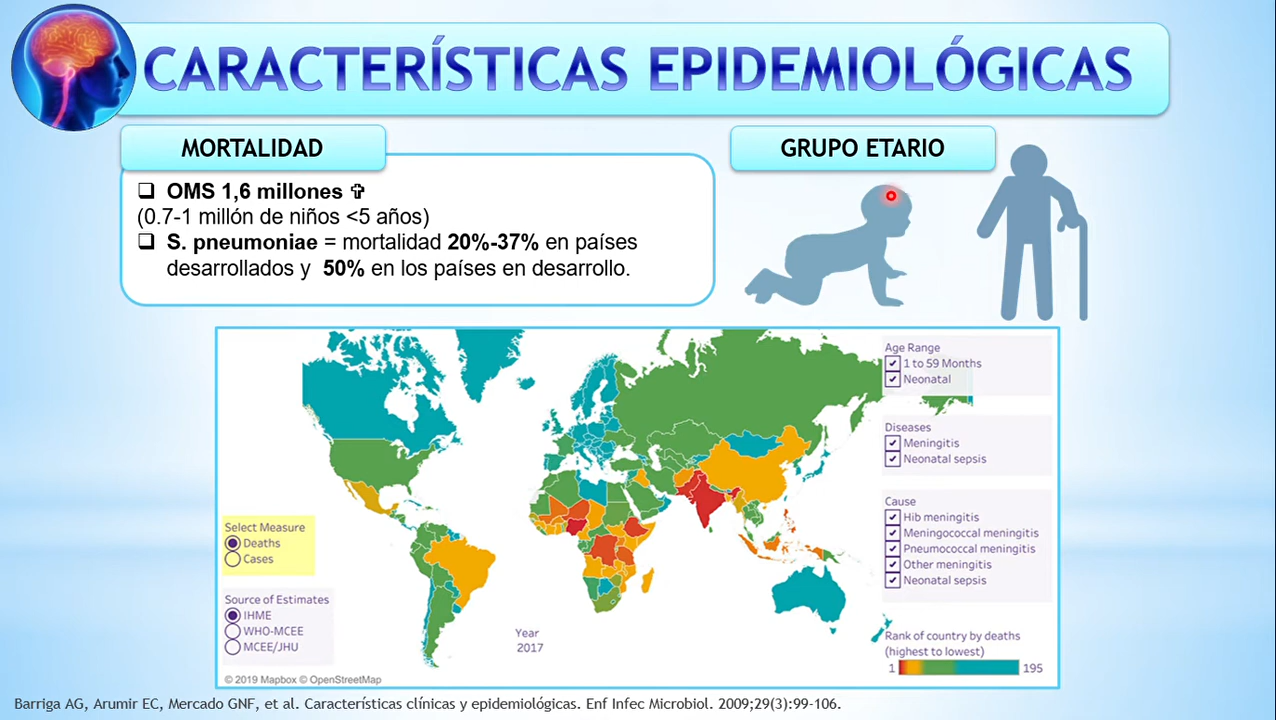 CARACTERÍSTICAS EPIDEMIOLÓGICAS
MORTALIDAD
❑ OMS 1,6 millones ✞
(0.7-1 millón de niños <5 años)
❑ S. pneumoniae = mortalidad 20%-37% en países
desarrollados y 50% en los países en desarrollo.
GRUPO ETARIO
Age Range
1 to 59 Months
Neonatal
Diseases
Meningitis
Neonatal sepsis
Cause
Hib meningitis
Meningococcal meningitis
Pneumococcal meningitis
Other meningitis
Neonatal sepsis
Select Measure
Deaths
Cases
Source of Estimates
IHME
WHO-MCEE
MCEE/JHU
Year
2017
Rank of country by deaths
(highest to lowest)
1 195
© 2019 Mapbox © OpenStreetMap
Barriga AG, Arumir EC, Mercado GNF, et al. Características clínicas y epidemiológicas. Enf Infec Microbiol. 2009;29(3):99-106.